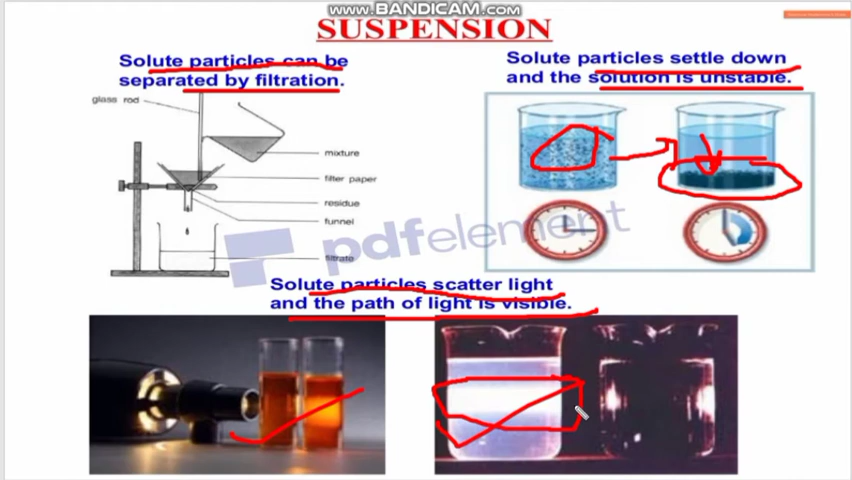 www.BANDICAM.com
SUSPENSION
Solute particles can be
separated by filtration.
Solute particles settle down
and the solution is unstable.
glass rod
mixture
filter paper
residue
funnel
filtrate
pdfelement
Solute particles scatter light
and the path of light is visible.